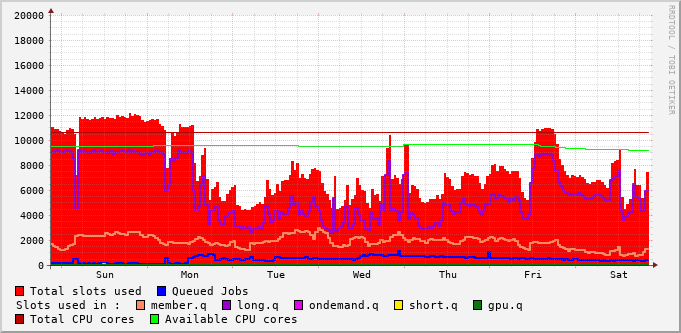 20000
18000
16000
14000
12000
10000
8000
6000
4000
2000
0
Sun Mon Tue Wed Thu Fri Sat
RRDTOOL / TOBI OETIKER
Total slots used Queued Jobs
Slots used in : member.q long.q ondemand.q short.q gpu.q
Total CPU cores Available CPU cores